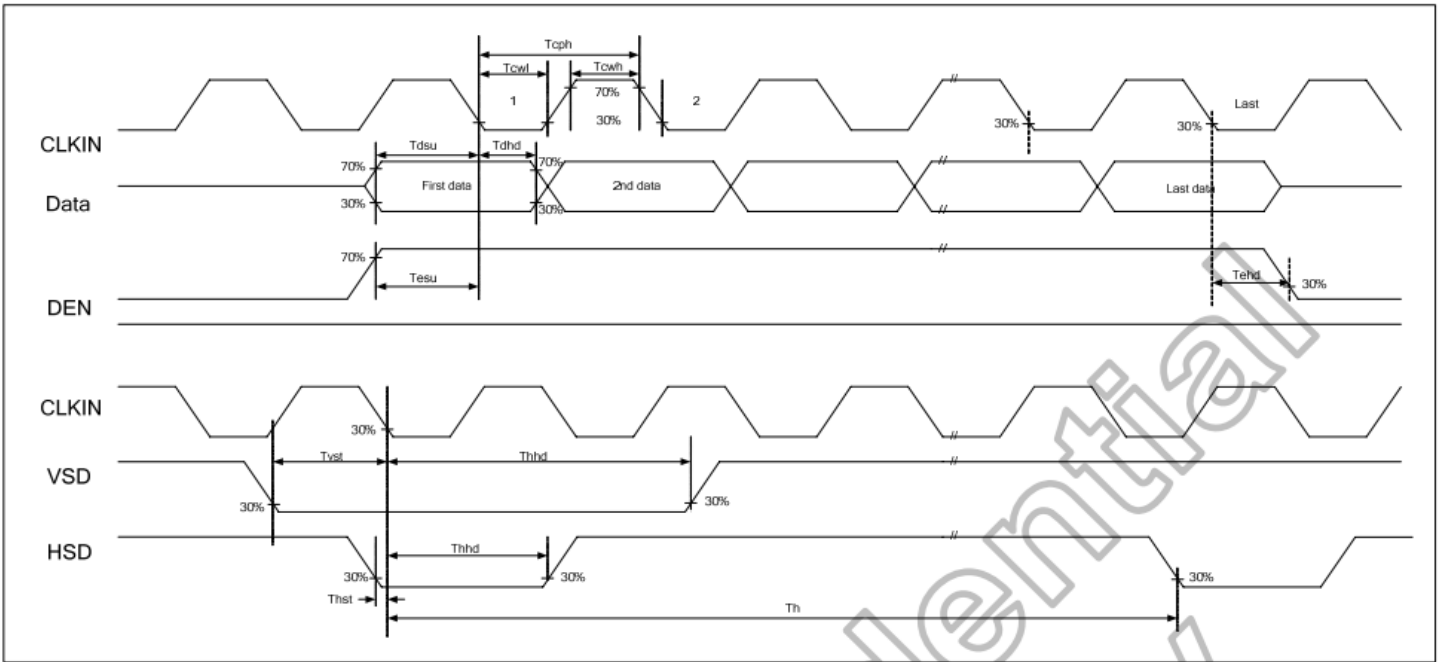 Tcph
Tcwl
Tcwh
1
70%
30%
2
30%
30%
Last
CLKIN
Tdsu
Tdhd
70%
70%
First data
2nd data
Last data
30%
30%
Data
70%
Tesu
Tehd
30%
DEN
CLKIN
30%
Tvst
Thhd
VSD
30%
30%
HSD
Thhd
30%
30%
30%
Thst
Th